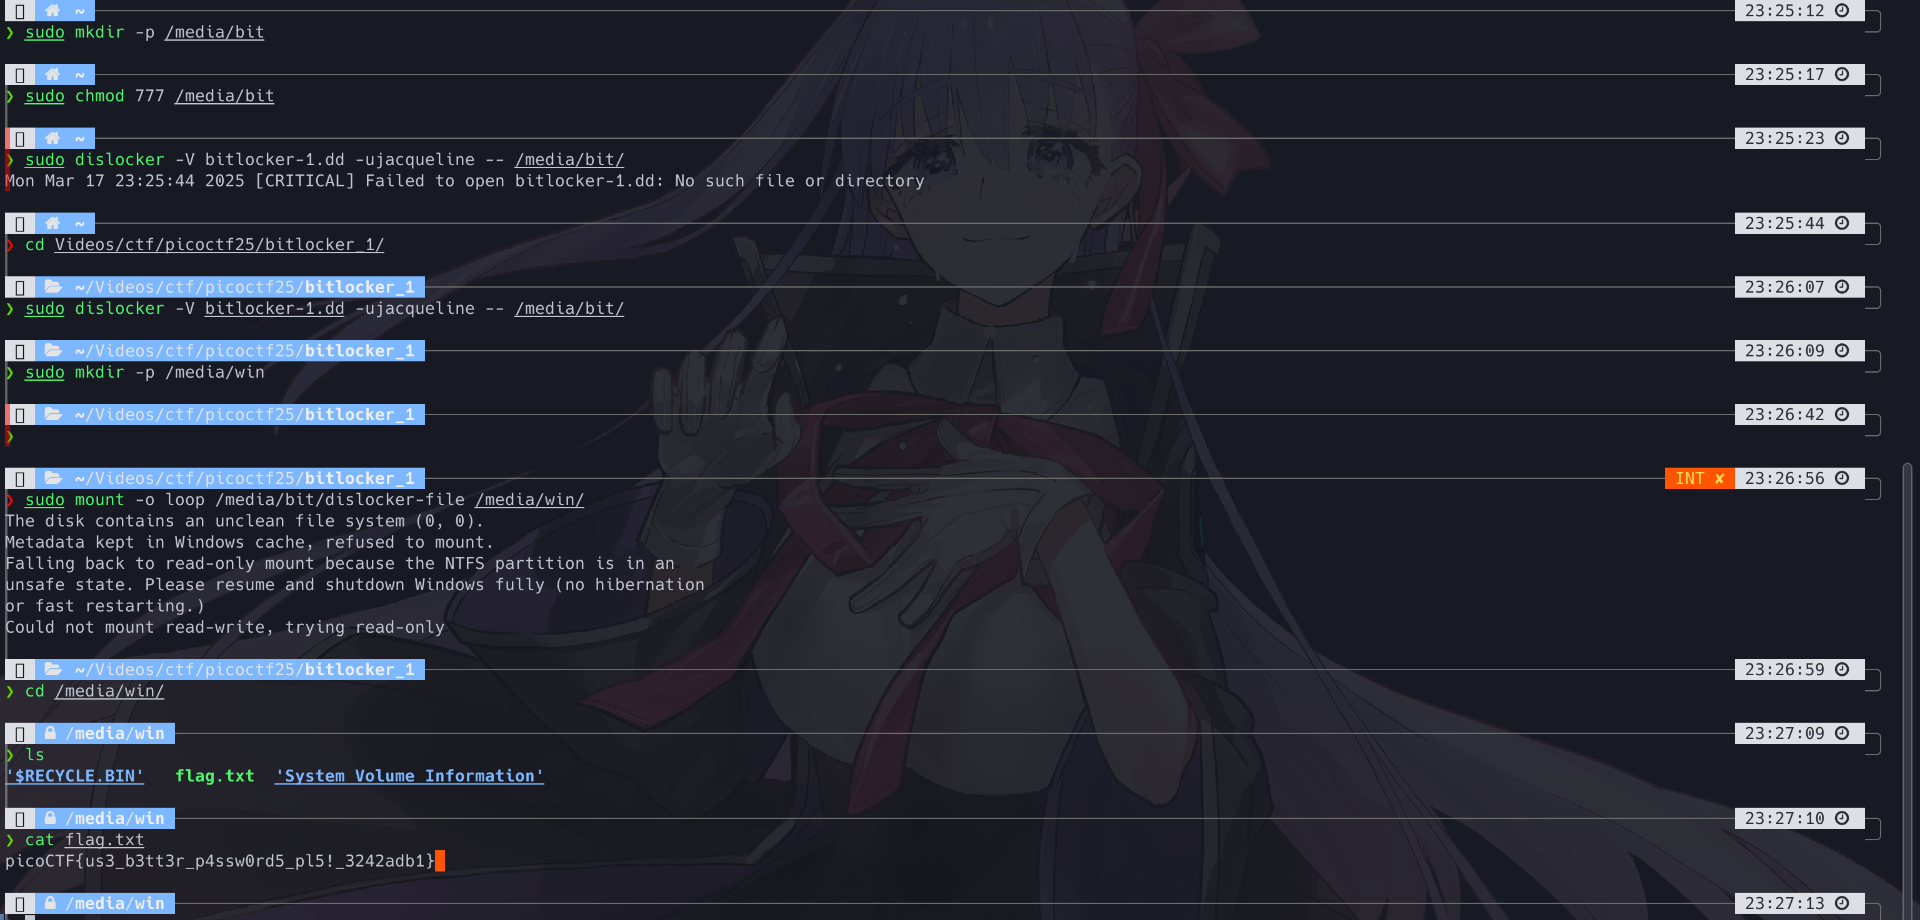 ~ 23:25:12
❯ sudo mkdir -p /media/bit
~ 23:25:17
❯ sudo chmod 777 /media/bit
~ 23:25:23
❯ sudo dislocker -V bitlocker-1.dd -ujacqueline -- /media/bit/
Mon Mar 17 23:25:44 2025 [CRITICAL] Failed to open bitlocker-1.dd: No such file or directory
~ 23:25:44
❯ cd Videos/ctf/picoctf25/bitlocker_1/
~/Videos/ctf/picoctf25/bitlocker_1 23:26:07
❯ sudo dislocker -V bitlocker-1.dd -ujacqueline -- /media/bit/
~/Videos/ctf/picoctf25/bitlocker_1 23:26:09
❯ sudo mkdir -p /media/win
~/Videos/ctf/picoctf25/bitlocker_1 23:26:42
❯
~/Videos/ctf/picoctf25/bitlocker_1 INT ✘ 23:26:56
❯ sudo mount -o loop /media/bit/dislocker-file /media/win/
The disk contains an unclean file system (0, 0).
Metadata kept in Windows cache, refused to mount.
Falling back to read-only mount because the NTFS partition is in an
unsafe state. Please resume and shutdown Windows fully (no hibernation
or fast restarting.)
Could not mount read-write, trying read-only
~/Videos/ctf/picoctf25/bitlocker_1 23:26:59
❯ cd /media/win/
/media/win 23:27:09
❯ ls
'$RECYCLE.BIN' flag.txt 'System Volume Information'
/media/win 23:27:10
❯ cat flag.txt
picoCTF{us3_b3tt3r_p4ssw0rd5_pl5!_3242adb1}
/media/win 23:27:13